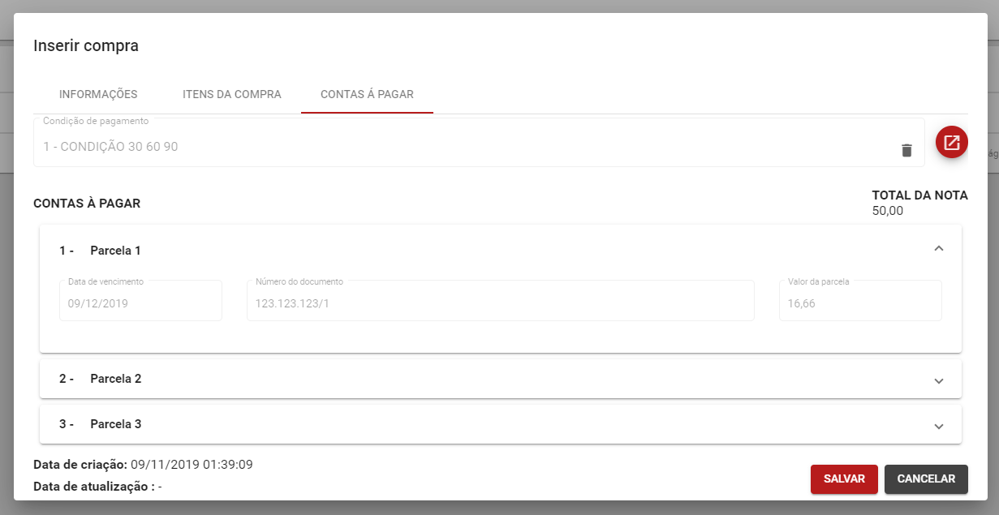 Inserir compra
INFORMAÇÕES
ITENS DA COMPRA
CONTAS Á PAGAR
Condição de pagamento
1 - CONDIÇÃO 30 60 90
CONTAS À PAGAR
TOTAL DA NOTA
50,00
1 - Parcela 1
Data de vencimento
09/12/2019
Número do documento
123.123.123/1
Valor da parcela
16,66
2 - Parcela 2
3 - Parcela 3
Data de criação: 09/11/2019 01:39:09
Data de atualização : -
SALVAR
CANCELAR